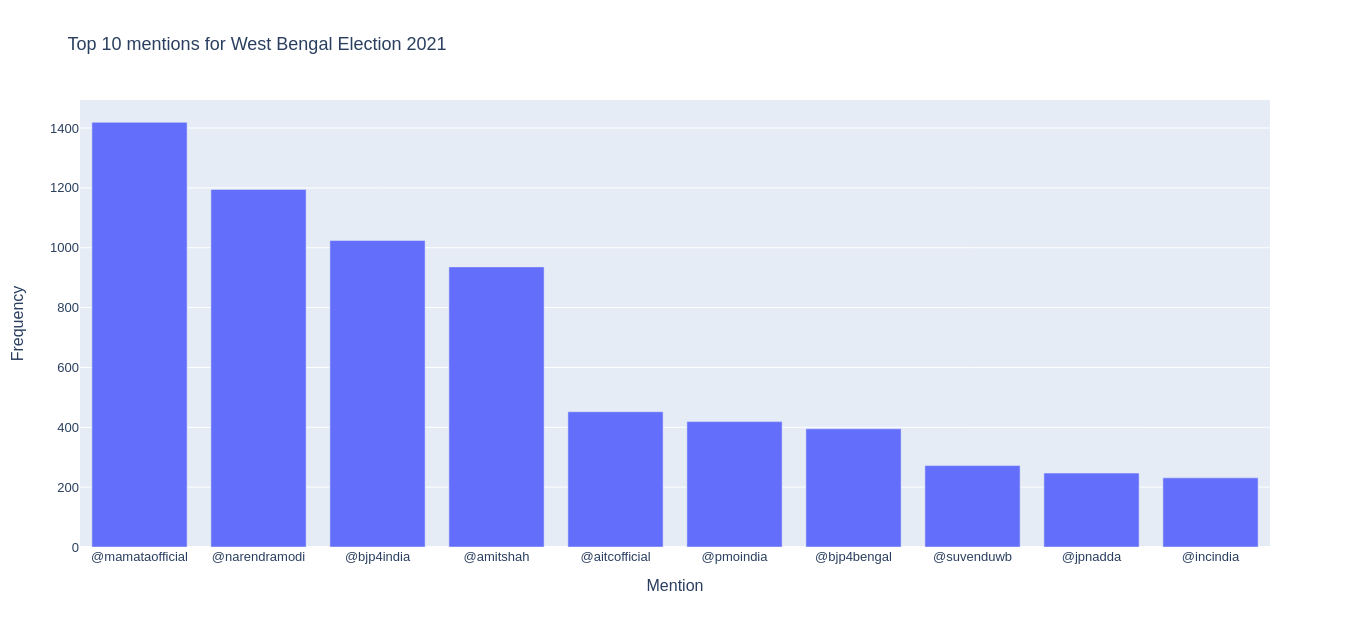 Top 10 mentions for West Bengal Election 2021
Frequency
1400
1200
1000
800
600
400
200
0
@mamataofficial @narendramodi @bjp4india @amitshah @aitcofficial @pmoindia @bjp4bengal @suvenduwb @jpnadda @incindia
Mention